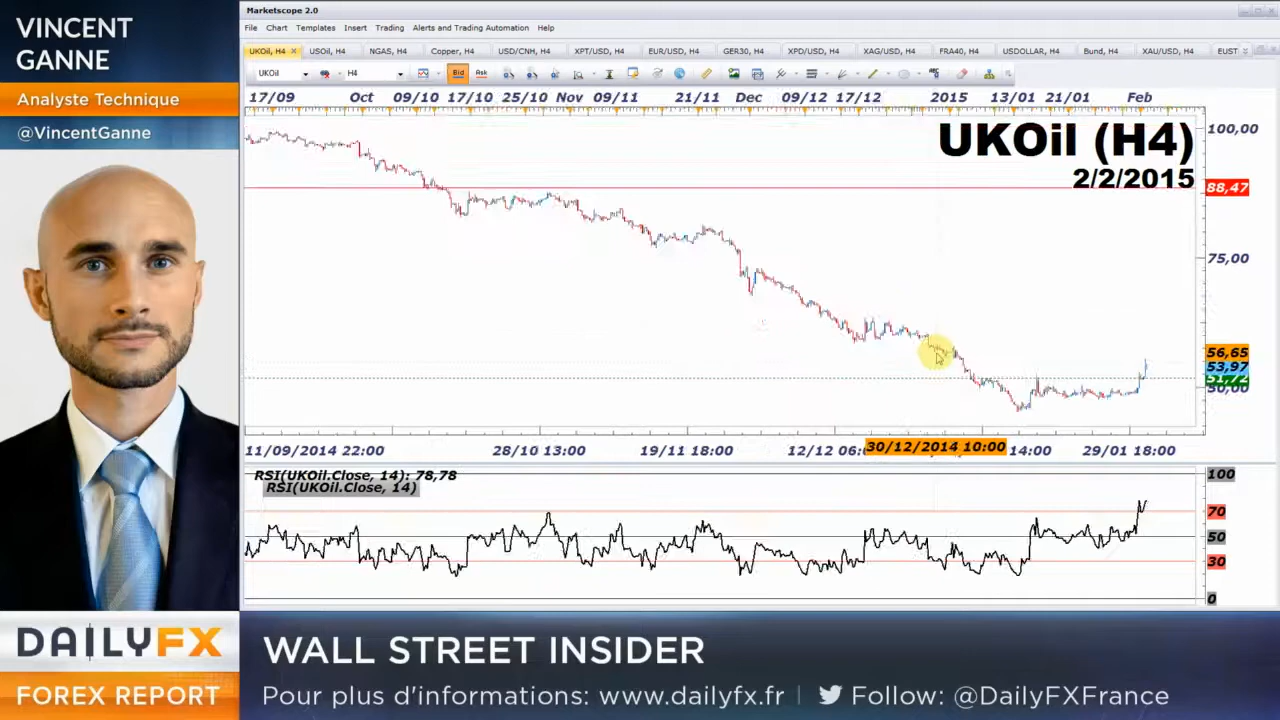 VINCENT
GANNE
Analyste Technique
@VincentGanne
Marketscope 2.0
File Chart Templates Insert Trading Alerts and Trading Automation Help
UKOil, H4 USOil, H4 NGAS, H4 Copper, H4 USD/CNH, H4 XPT/USD, H4 EUR/USD, H4 GER30, H4 XPD/USD, H4 XAG/USD, H4 FRA40, H4 USDOLLAR, H4 Bund, H4 XAU/USD, H4 EUST
UKOil H4 Bid Ask ABC
17/09 Oct 09/10 17/10 25/10 Nov 09/11 21/11 Dec 09/12 17/12 2015 13/01 21/01 Feb
UKOil (H4)
2/2/2015
100,00
88,47
75,00
56,65
53,97
51,72
50,00
11/09/2014 22:00 28/10 13:00 19/11 18:00 12/12 06: 30/12/2014 10:00 14:00 29/01 18:00
RSI(UKOil.Close, 14): 78,78
RSI(UKOil.Close, 14)
100
70
50
30
0
DAILYFX
FOREX REPORT
WALL STREET INSIDER
Pour plus d'informations: www.dailyfx.fr | Follow: @DailyFXFrance